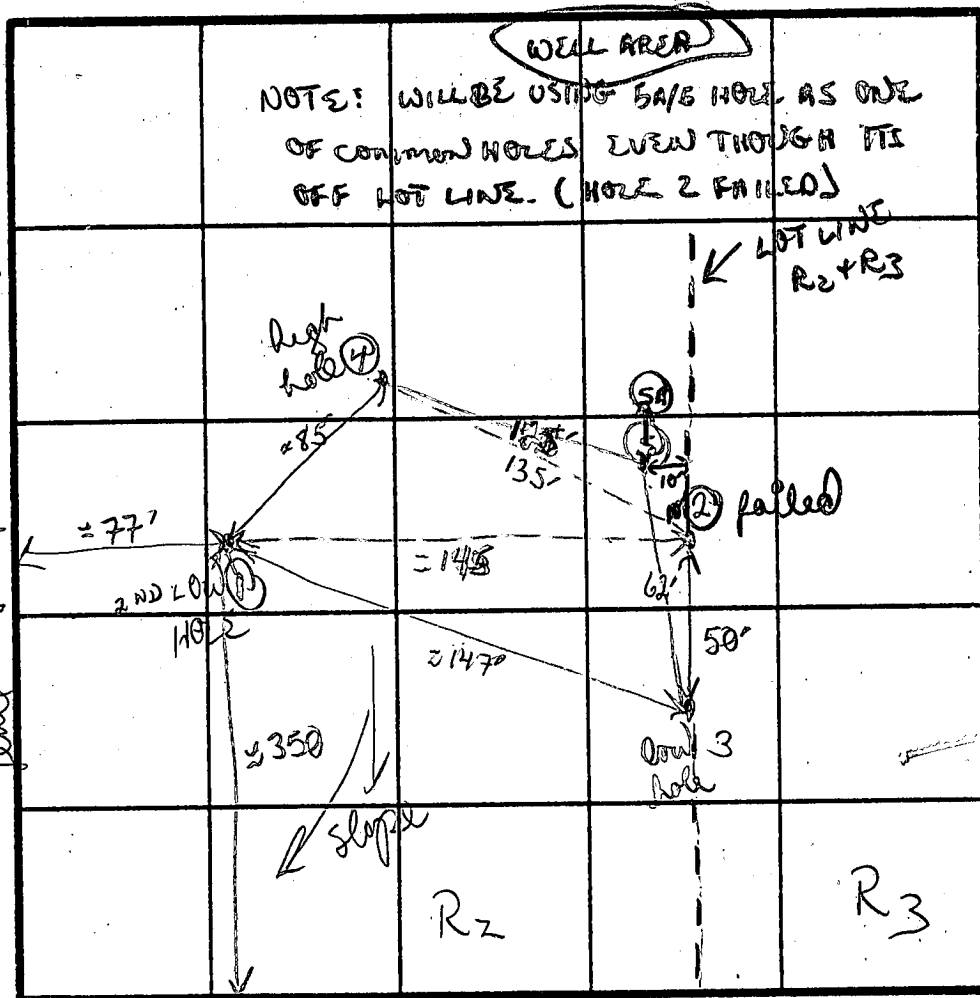 WELL AREA
NOTE: WILL BE USING 5A/5 HOLE AS ONE
OF COMMON HOLES EVEN THOUGH ITS
OFF LOT LINE. (HOLE 2 FAILED)
LOT LINE
R2 + R3
high
hole 4
5A
5
≈85
135'
10'
2 failed
≈77'
≈145
2ND LOW 1
HOLE
62'
50'
≈147'
≈350
low 3
hole
slope
R2
R3